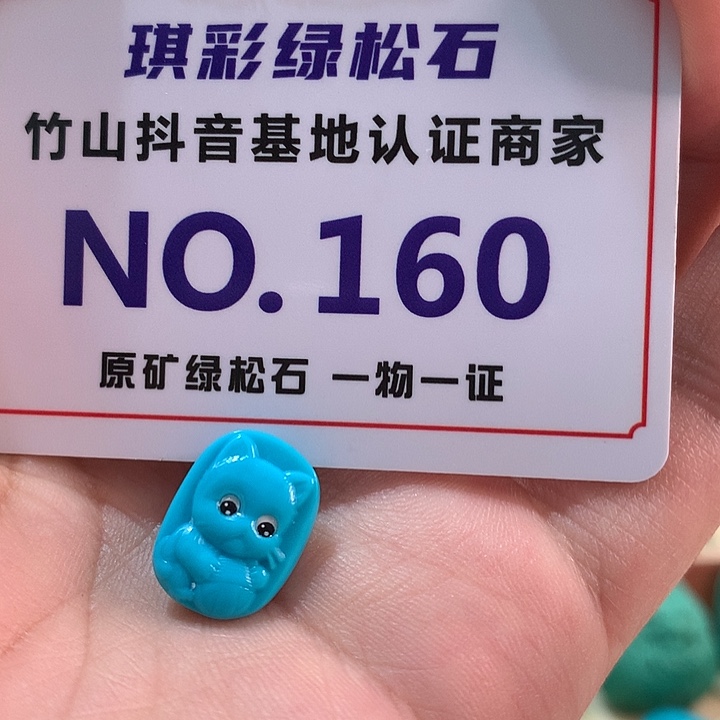 琪彩绿松石
竹山抖音基地认证商家
NO.160
原矿绿松石 一物一证